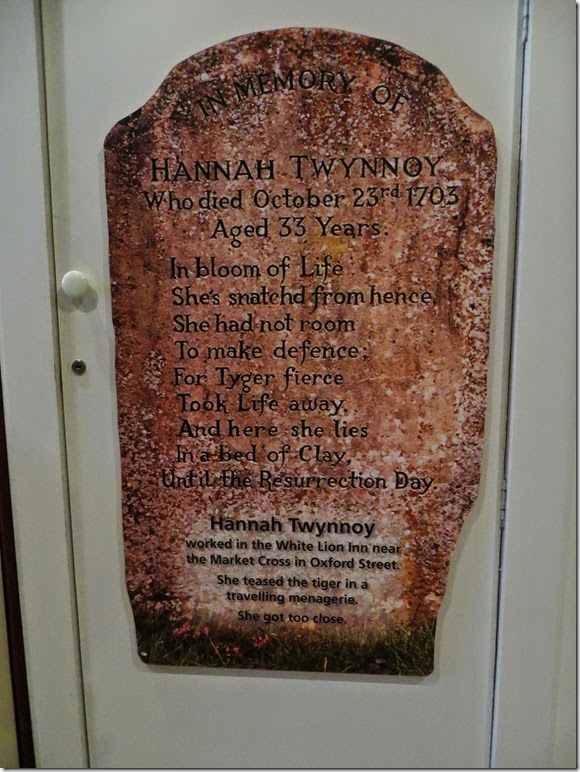 IN MEMORY OF
HANNAH TWYNNOY
Who died October 23rd 1703
Aged 33 Years.
In bloom of Life
She's snatchd from hence,
She had not room
To make defence;
For Tyger fierce
Took Life away.
And here she lies
In a bed of Clay,
Until the Resurrection Day.
Hannah Twynnoy
worked in the White Lion Inn near
the Market Cross in Oxford Street.
She teased the tiger in a
travelling menagerie.
She got too close.